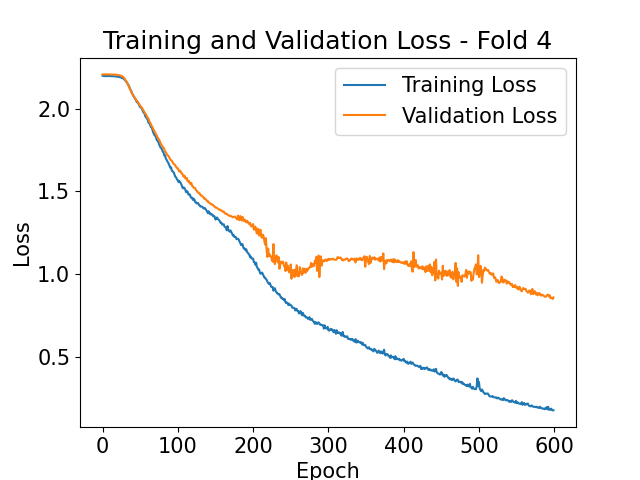 Training and Validation Loss - Fold 4
Training Loss
Validation Loss
Loss
2.0
1.5
1.0
0.5
0 100 200 300 400 500 600
Epoch